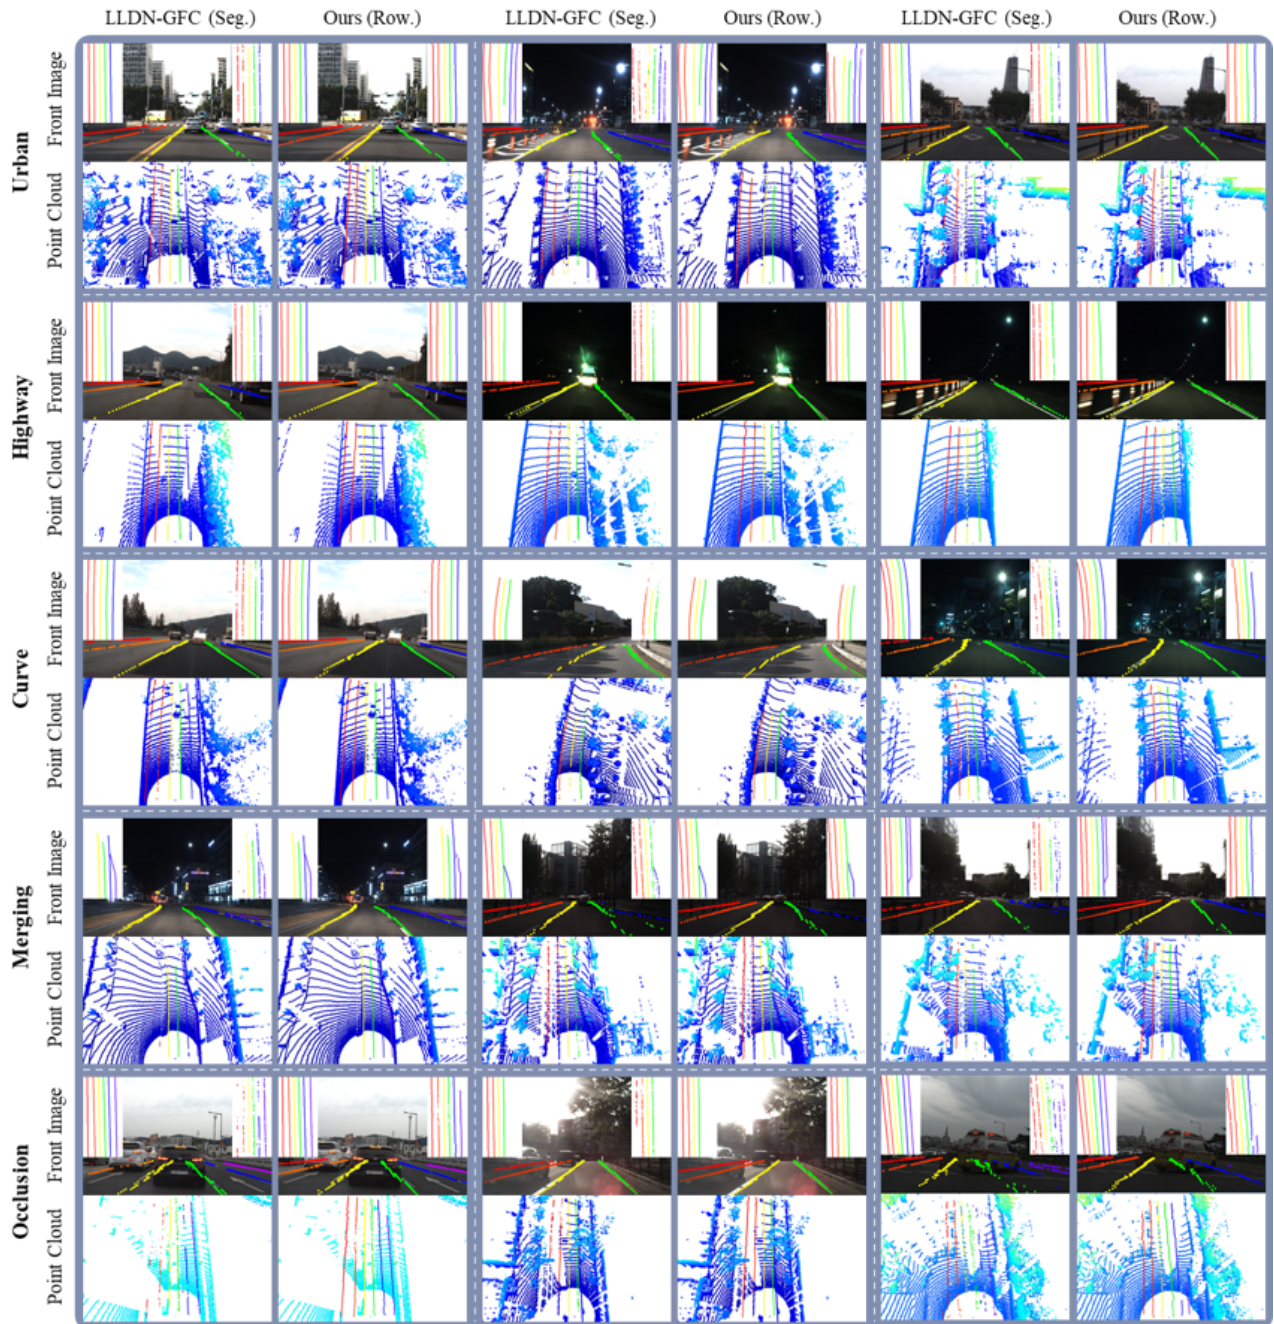 LLDN-GFC (Seg.) Ours (Row.) LLDN-GFC (Seg.) Ours (Row.) LLDN-GFC (Seg.) Ours (Row.)
Urban
Front Image
Point Cloud
Highway
Front Image
Point Cloud
Curve
Front Image
Point Cloud
Merging
Front Image
Point Cloud
Occlusion
Front Image
Point Cloud